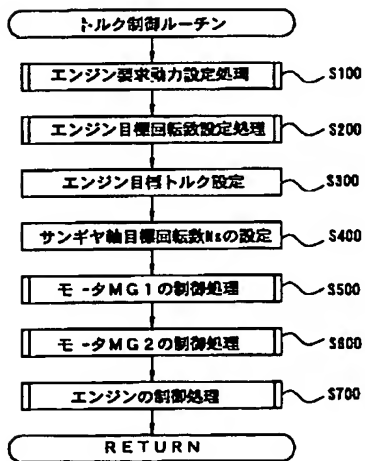 トルク制御ルーチン
エンジン要求動力設定処理 S100
エンジン目標回転数設定処理 S200
エンジン目標トルク設定 S300
サンギヤ軸目標回転数Nsの設定 S400
モータMG1の制御処理 S500
モータMG2の制御処理 S600
エンジンの制御処理 S700
RETURN